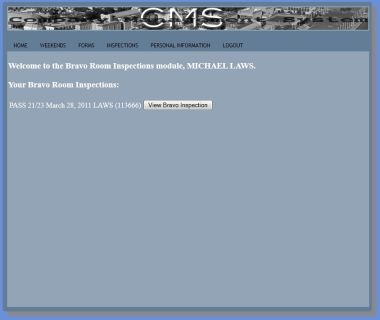 CMS
HOME WEEKENDS FORMS INSPECTIONS PERSONAL INFORMATION LOGOUT
Welcome to the Bravo Room Inspections module, MICHAEL LAWS.
Your Bravo Room Inspections:
PASS 21/23 March 28, 2011 LAWS (113666) View Bravo Inspection